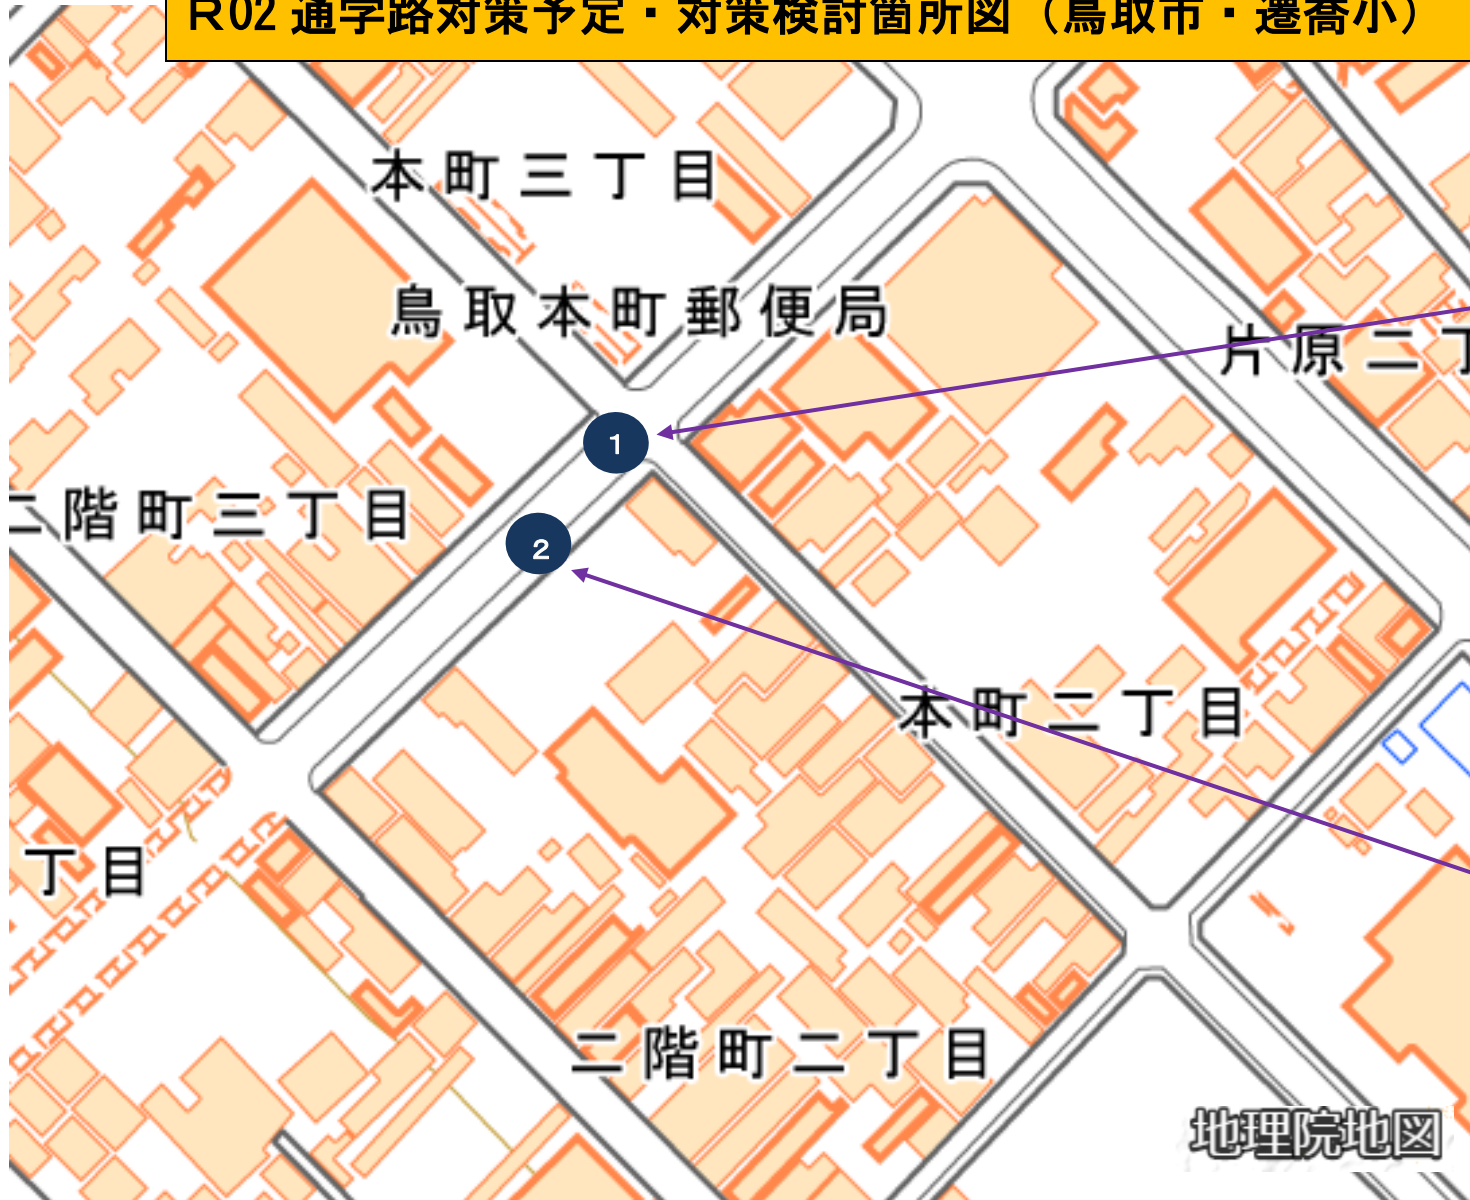 R02 通学路対策予定・対策検討箇所図（鳥取市・遷喬小）
本町三丁目
鳥取本町郵便局
片原二丁
1
二階町三丁目
2
本町二丁目
丁目
二階町二丁目
地理院地図